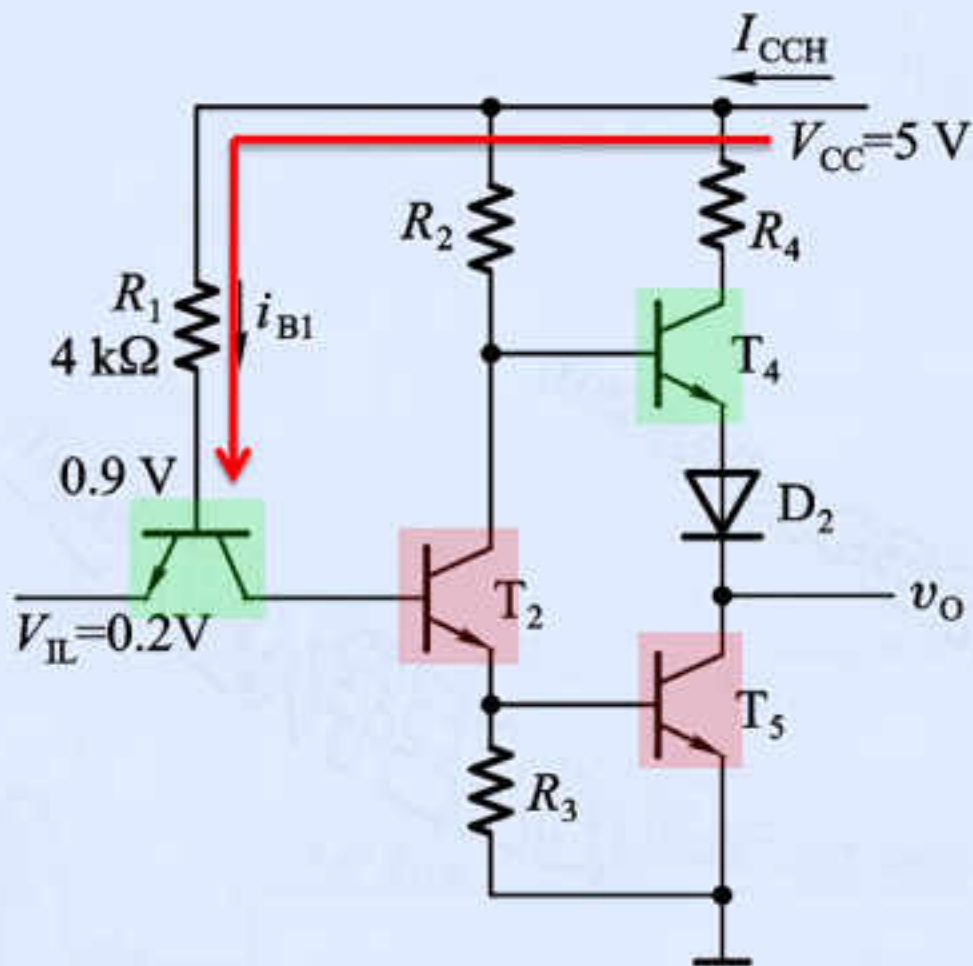 I_CCH
V_CC=5 V
R_2
R_4
R_1
4 kΩ
i_B1
T_4
0.9 V
D_2
T_2
v_O
V_IL=0.2V
T_5
R_3